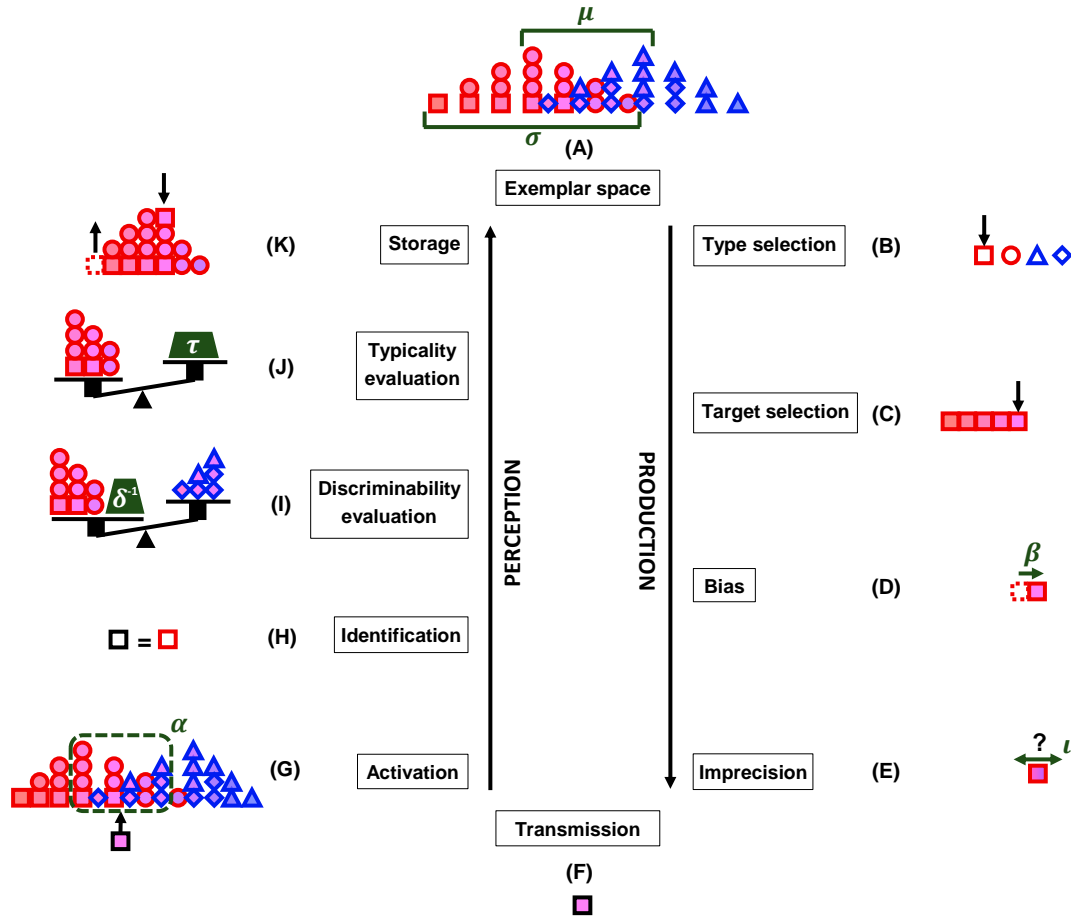 μ
σ
(A)
Exemplar space
(K)
Storage
Type selection
(B)
τ
(J)
Typicality
evaluation
Target selection
(C)
δ⁻¹
(I)
Discriminability
evaluation
PERCEPTION
PRODUCTION
β
Bias
(D)
=
(H)
Identification
α
(G)
Activation
Imprecision
(E)
?
ι
Transmission
(F)